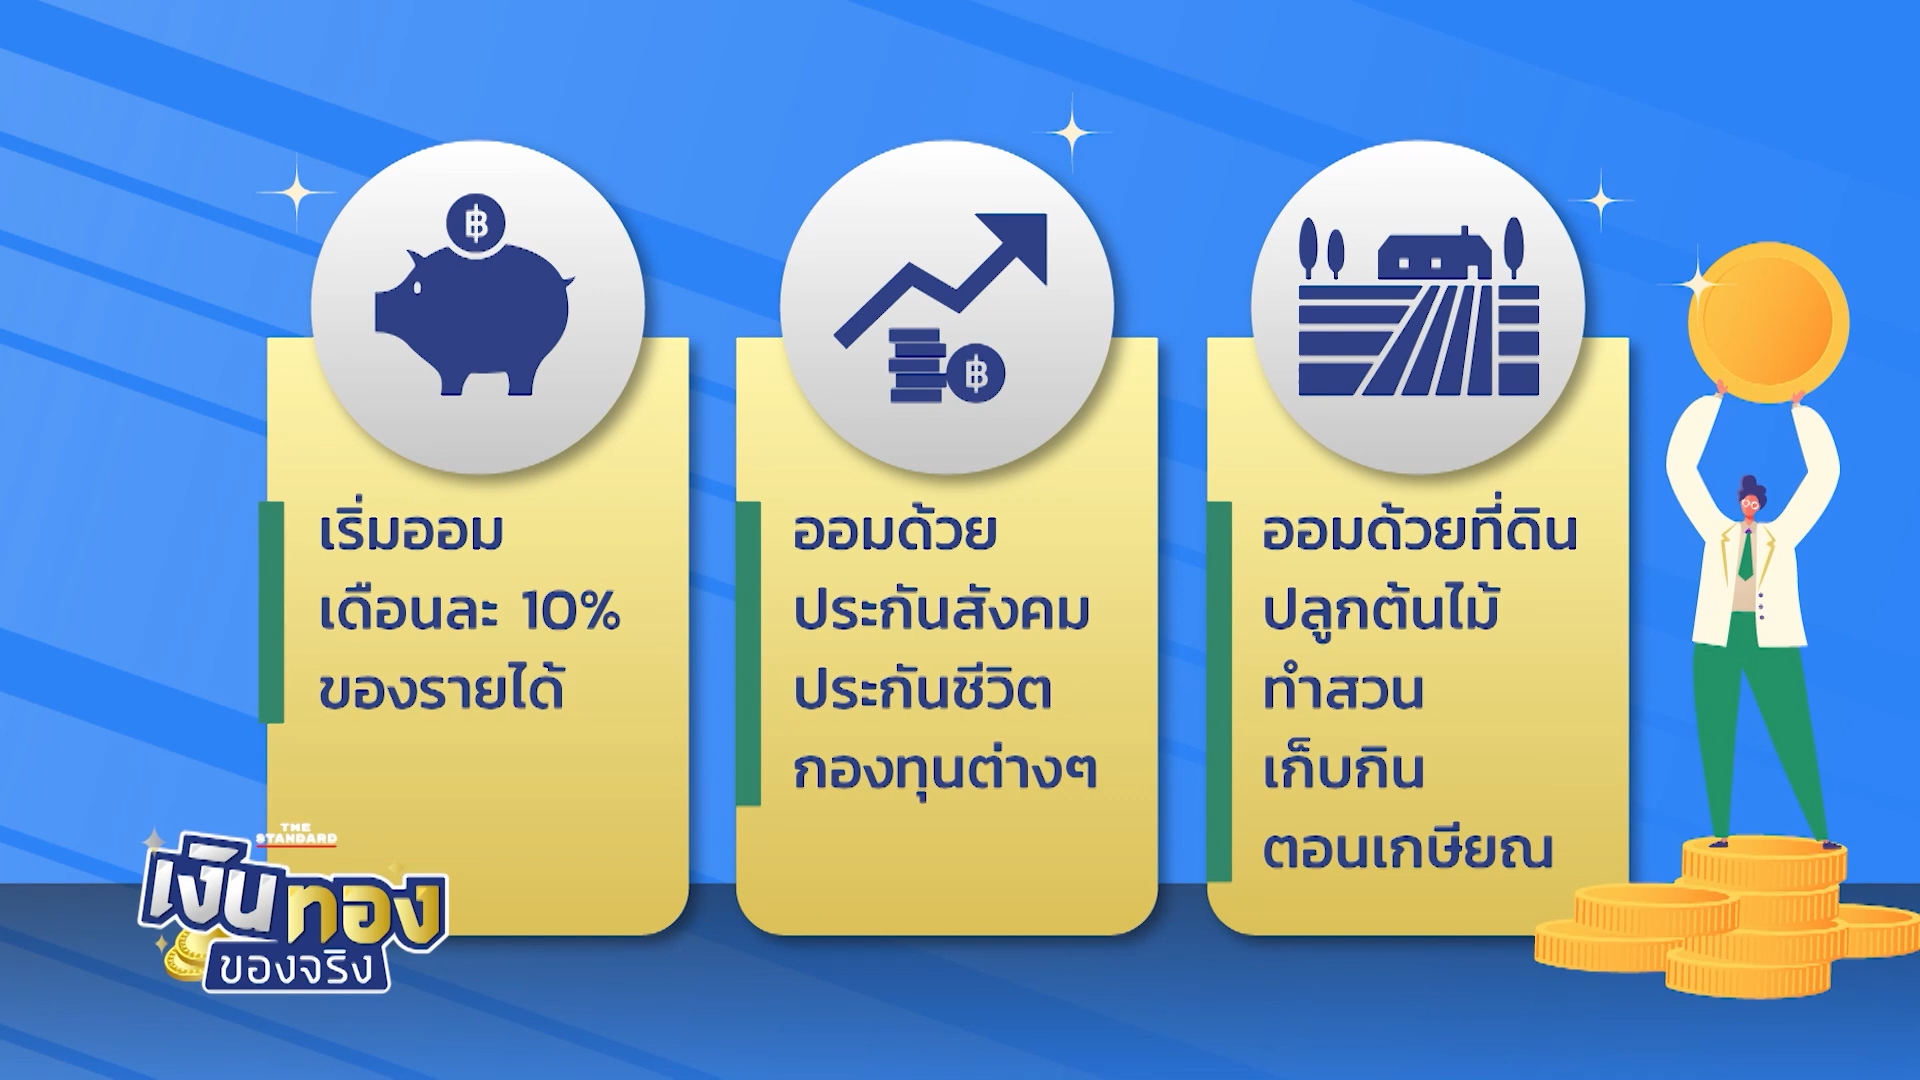 ฿
เริ่มออม
เดือนละ 10%
ของรายได้
฿
ออมด้วย
ประกันสังคม
ประกันชีวิต
กองทุนต่างๆ
ออมด้วยที่ดิน
ปลูกต้นไม้
ทำสวน
เก็บกิน
ตอนเกษียณ
THE
STANDARD
เงินทอง
ของจริง